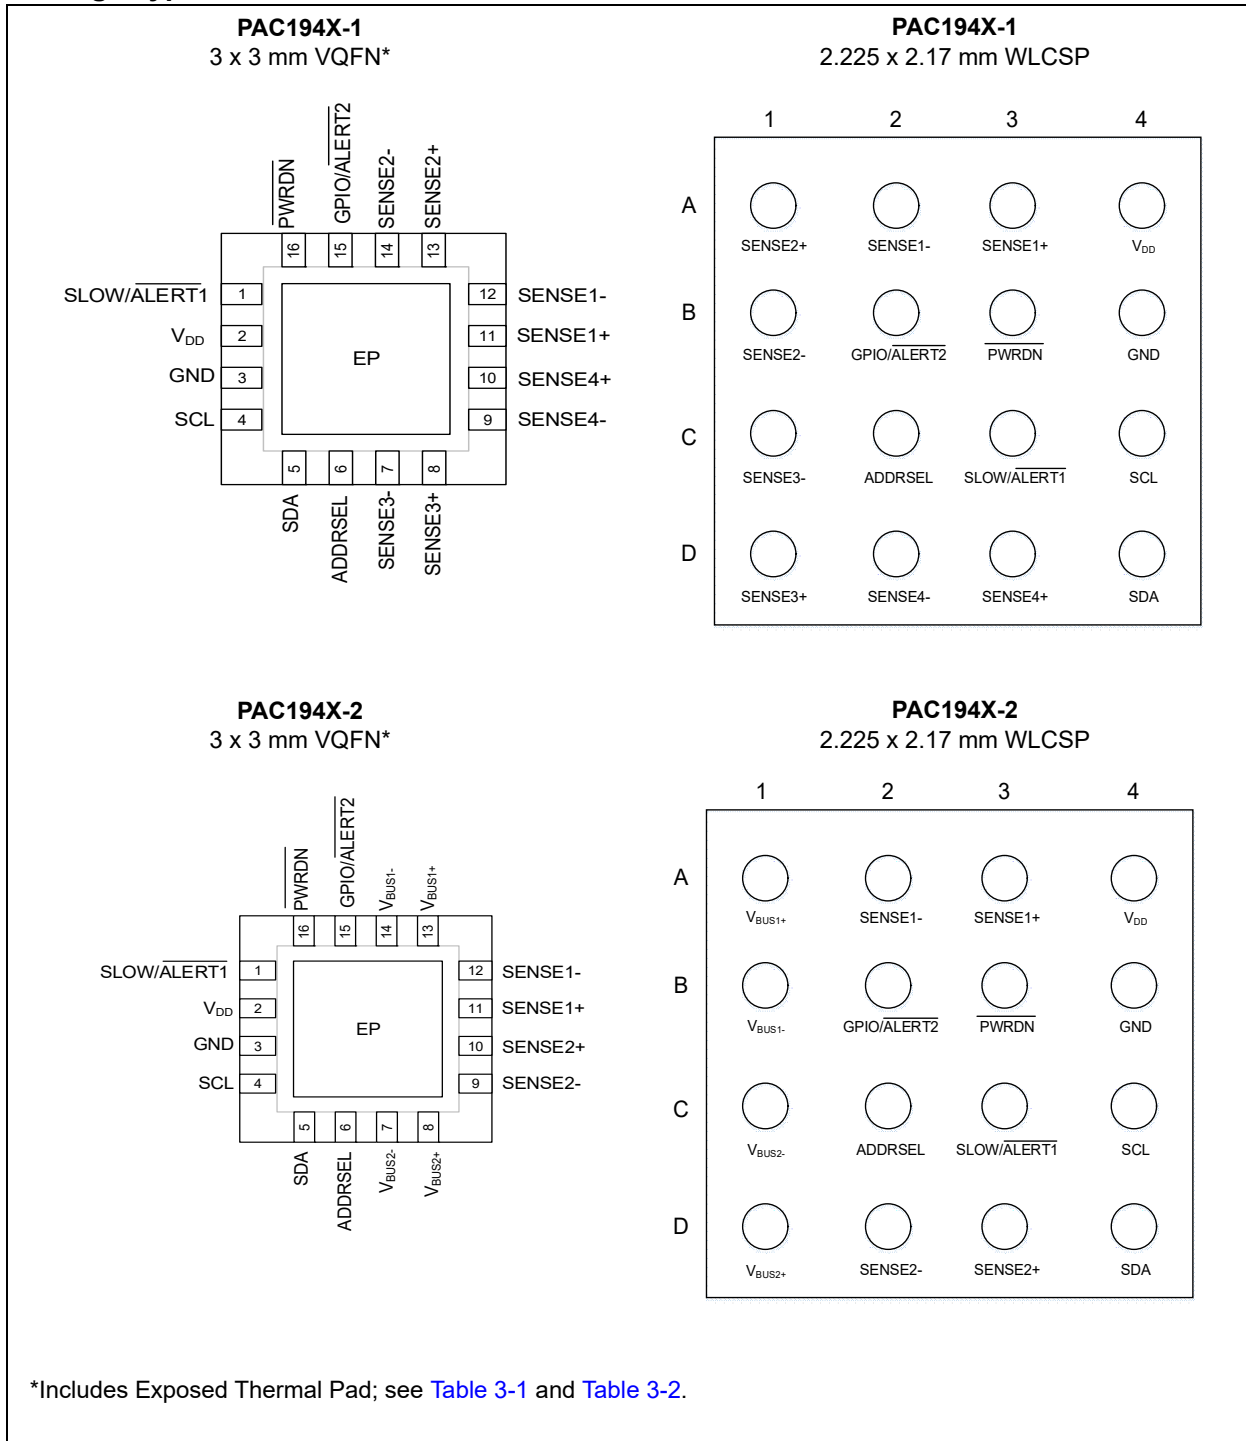 PAC194X-1
3 x 3 mm VQFN*
PWRDN
GPIO/ALERT2
SENSE2-
SENSE2+
16 15 14 13
SLOW/ALERT1 1 12 SENSE1-
VDD 2 11 SENSE1+
EP
GND 3 10 SENSE4+
SCL 4 9 SENSE4-
5 6 7 8
SDA
ADDRSEL
SENSE3-
SENSE3+
PAC194X-1
2.225 x 2.17 mm WLCSP
1 2 3 4
A
SENSE2+ SENSE1- SENSE1+ VDD
B
SENSE2- GPIO/ALERT2 PWRDN GND
C
SENSE3- ADDRSEL SLOW/ALERT1 SCL
D
SENSE3+ SENSE4- SENSE4+ SDA
PAC194X-2
3 x 3 mm VQFN*
PWRDN
GPIO/ALERT2
VBUS1-
VBUS1+
16 15 14 13
SLOW/ALERT1 1 12 SENSE1-
VDD 2 11 SENSE1+
EP
GND 3 10 SENSE2+
SCL 4 9 SENSE2-
5 6 7 8
SDA
ADDRSEL
VBUS2-
VBUS2+
PAC194X-2
2.225 x 2.17 mm WLCSP
1 2 3 4
A
VBUS1+ SENSE1- SENSE1+ VDD
B
VBUS1- GPIO/ALERT2 PWRDN GND
C
VBUS2- ADDRSEL SLOW/ALERT1 SCL
D
VBUS2+ SENSE2- SENSE2+ SDA
*Includes Exposed Thermal Pad; see Table 3-1 and Table 3-2.